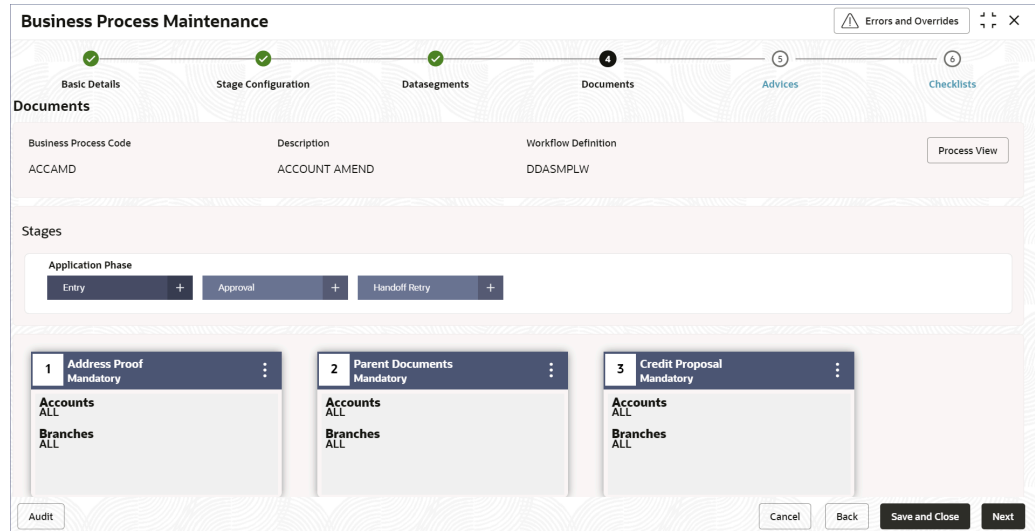 Business Process Maintenance
Errors and Overrides
4
5
6
Basic Details
Stage Configuration
Datasegments
Documents
Advices
Checklists
Documents
Business Process Code
Description
Workflow Definition
Process View
ACCAMD
ACCOUNT AMEND
DDASMPLW
Stages
Application Phase
Entry +
Approval +
Handoff Retry +
1 Address Proof
Mandatory
Accounts
ALL
Branches
ALL
2 Parent Documents
Mandatory
Accounts
ALL
Branches
ALL
3 Credit Proposal
Mandatory
Accounts
ALL
Branches
ALL
Audit
Cancel
Back
Save and Close
Next